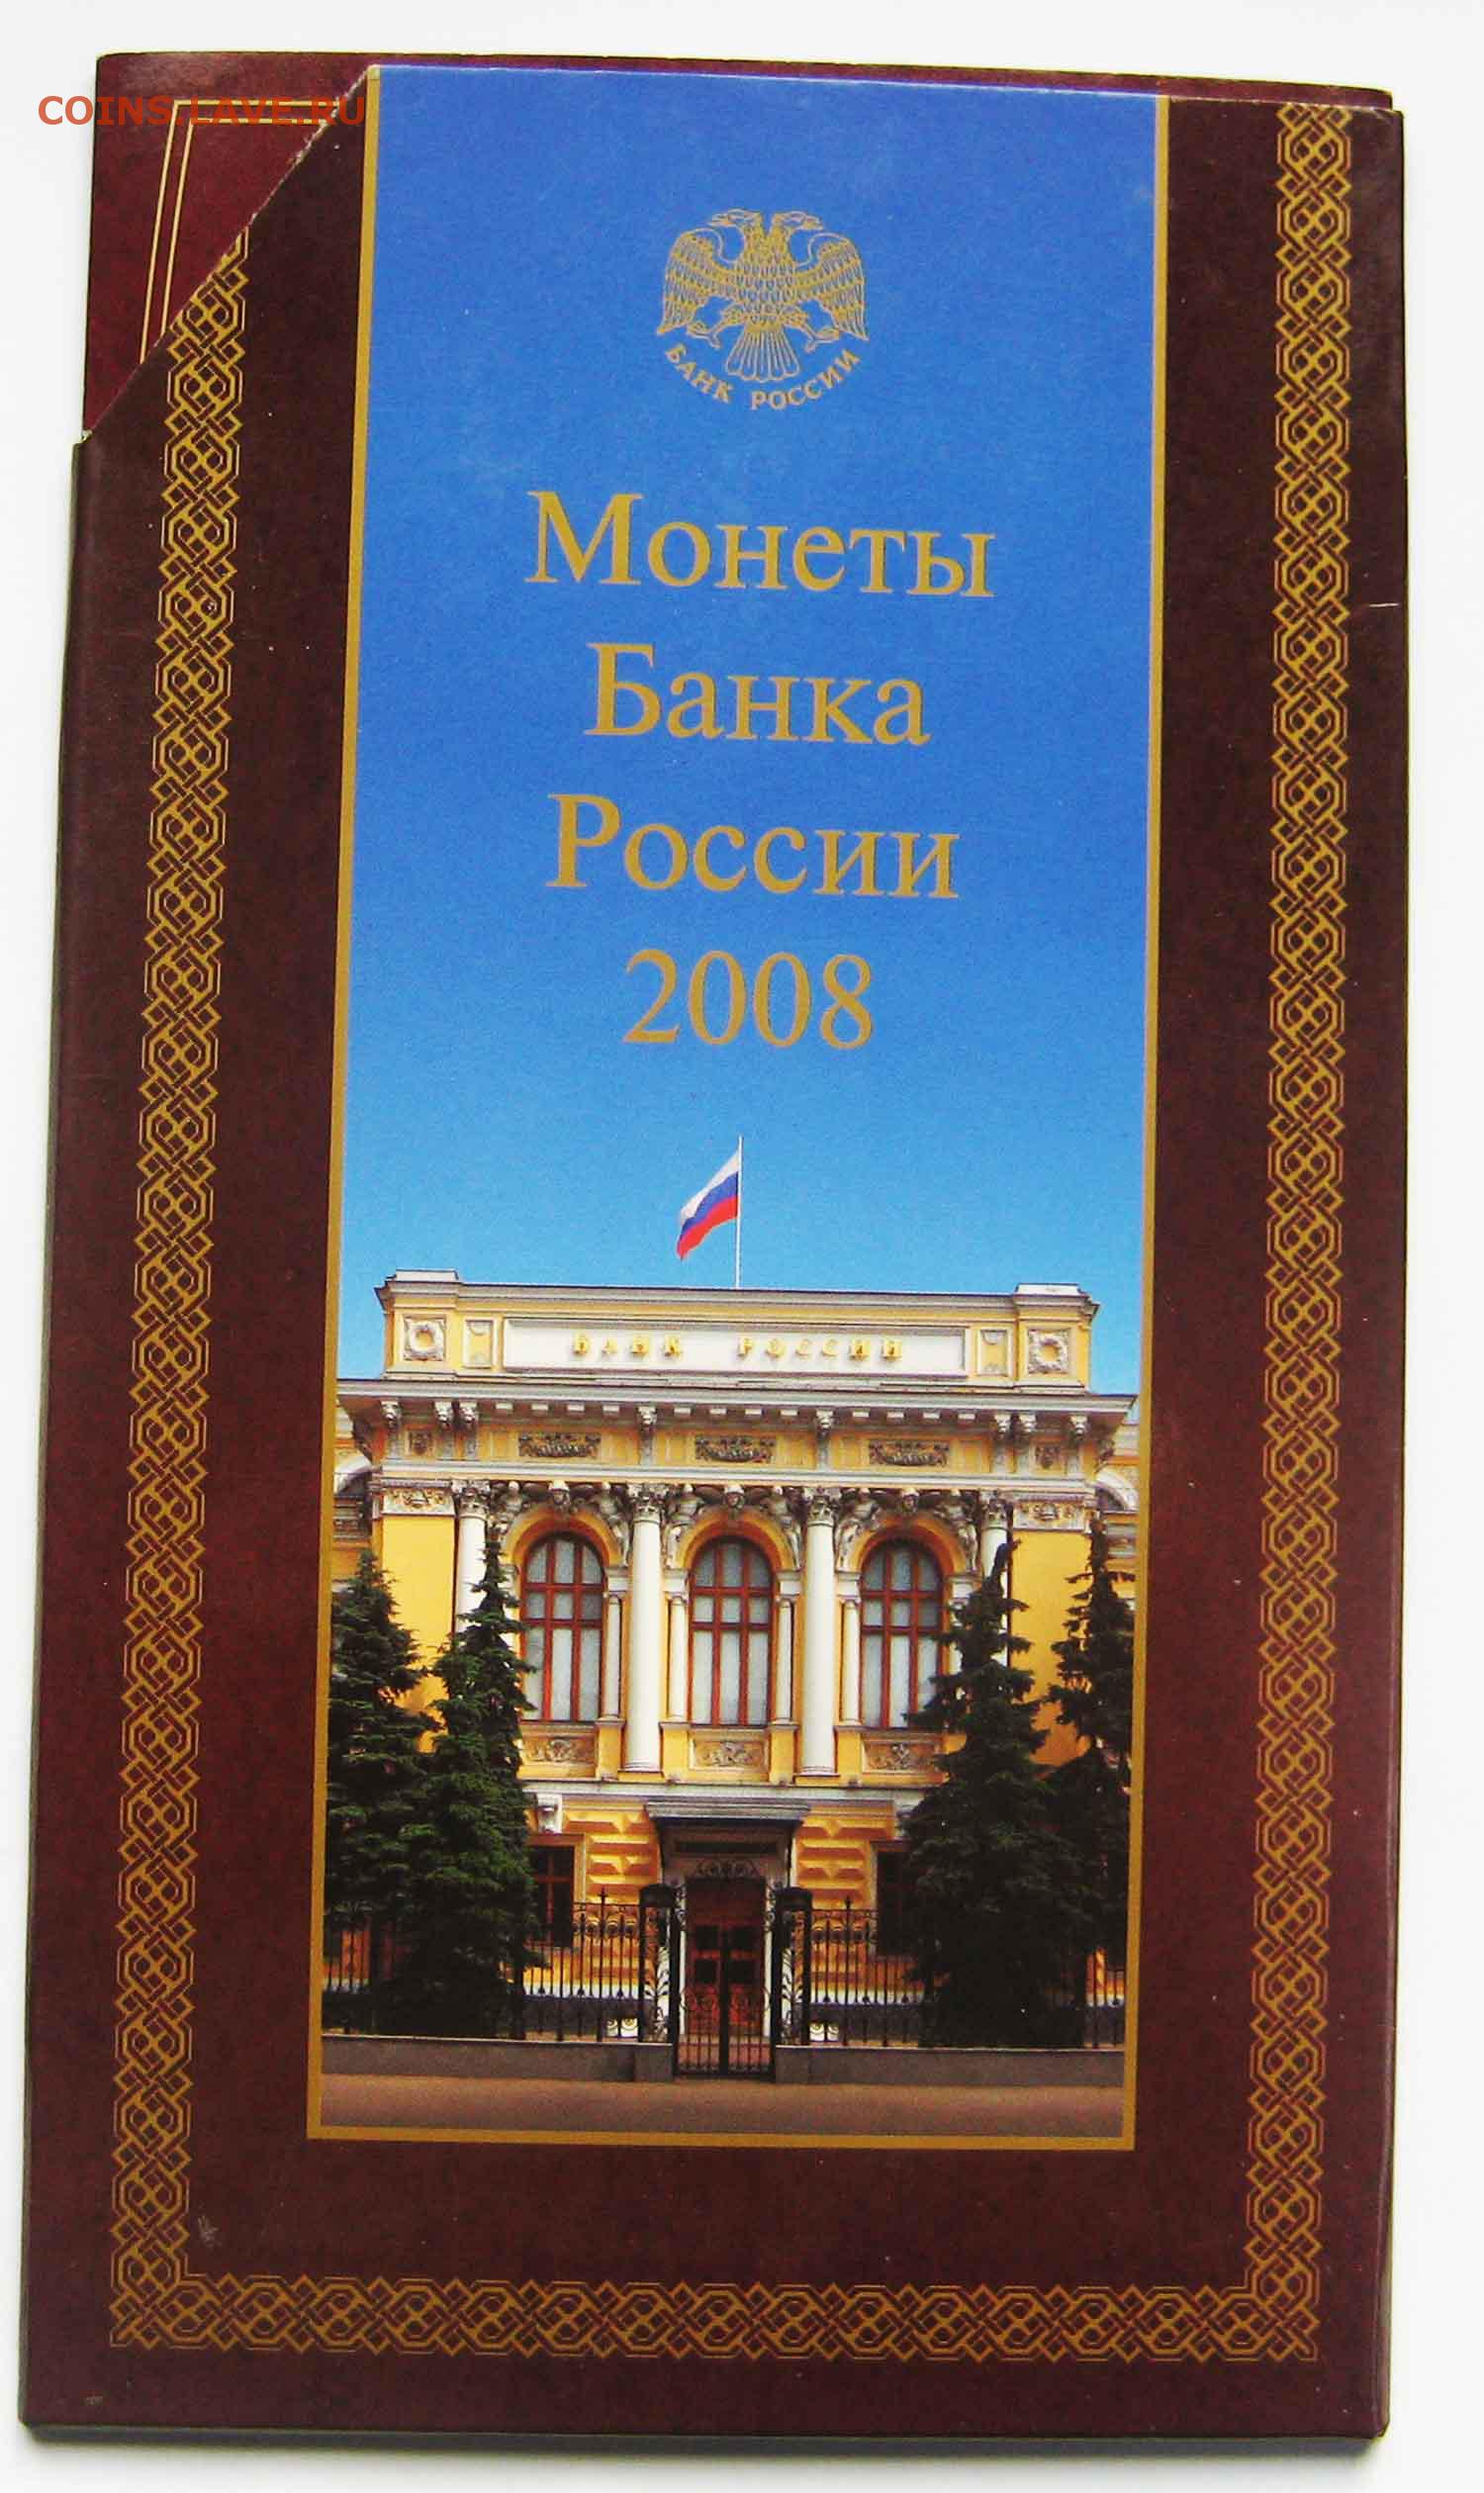 COINS.LAVE.RU
БАНК РОССИИ
Монеты
Банка
России
2008
БАНК РОССИИ